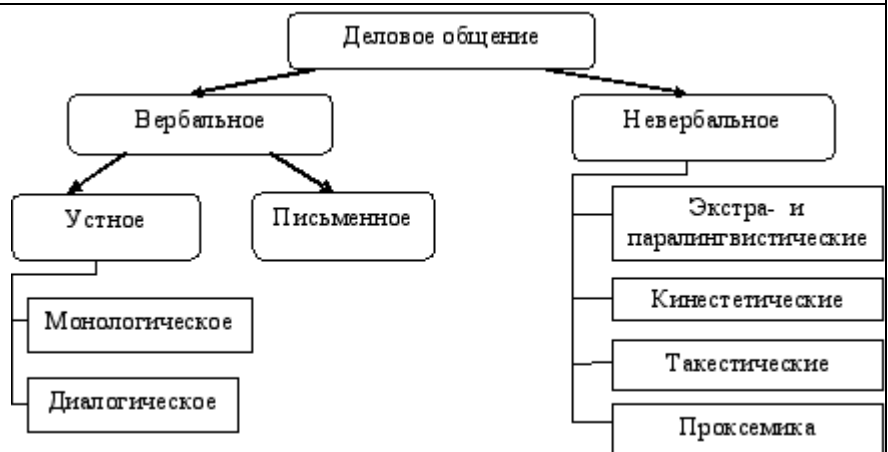 Деловое общение
Вербальное
Невербальное
Устное
Письменное
Экстра- и
паралингвистические
Кинестетические
Монологическое
Такестические
Диалогическое
Проксемика